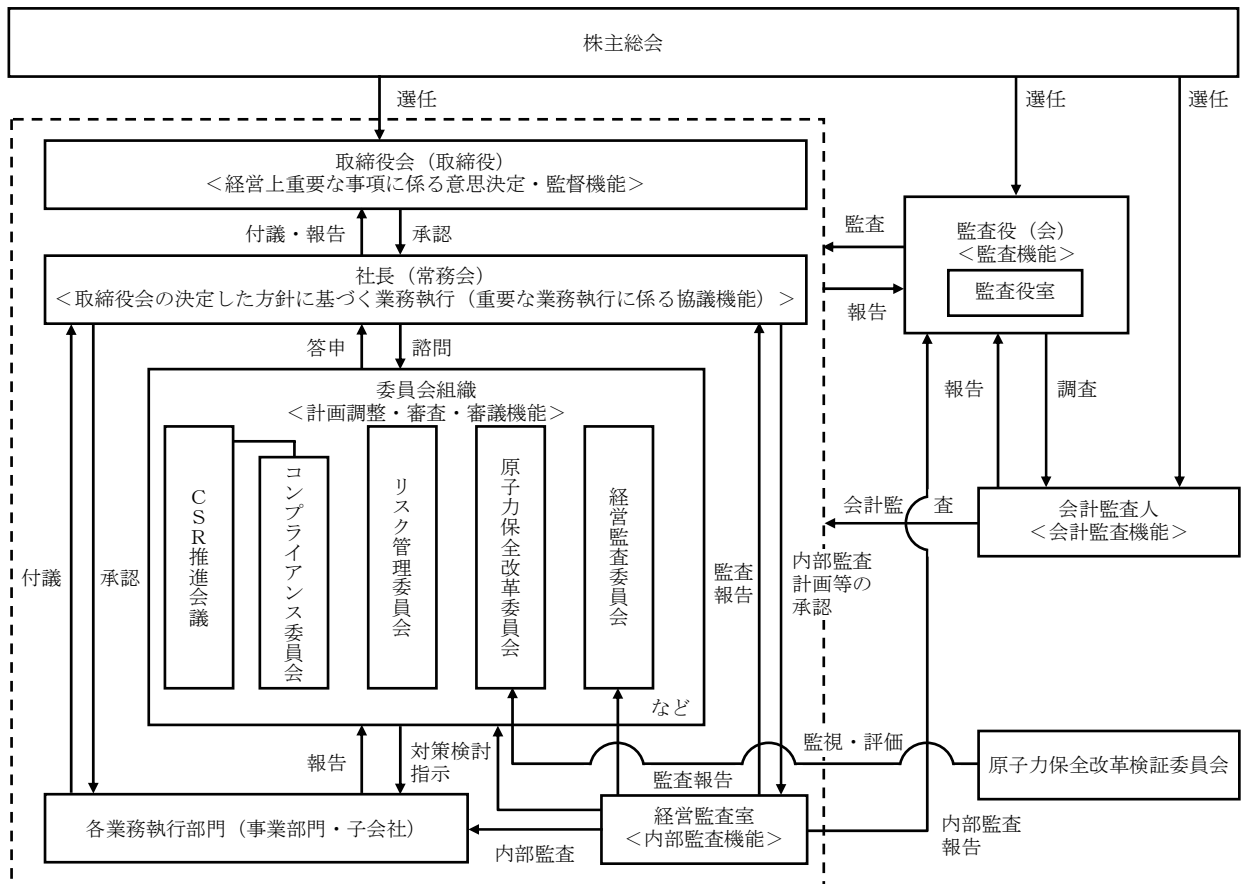 株主総会
選任
選任
選任
取締役会（取締役）
＜経営上重要な事項に係る意思決定・監督機能＞
付議・報告
承認
社長（常務会）
＜取締役会の決定した方針に基づく業務執行（重要な業務執行に係る協議機能）＞
監査
報告
監査役（会）
＜監査機能＞
監査役室
答申
諮問
委員会組織
＜計画調整・審査・審議機能＞
CSR推進会議
コンプライアンス委員会
リスク管理委員会
原子力保全改革委員会
経営監査委員会
など
報告
調査
会計監査
会計監査人
＜会計監査機能＞
付議
承認
監査
報告
内部監査
計画等の
承認
報告
対策検討
指示
監視・評価
監査報告
原子力保全改革検証委員会
各業務執行部門（事業部門・子会社）
内部監査
経営監査室
＜内部監査機能＞
内部監査
報告